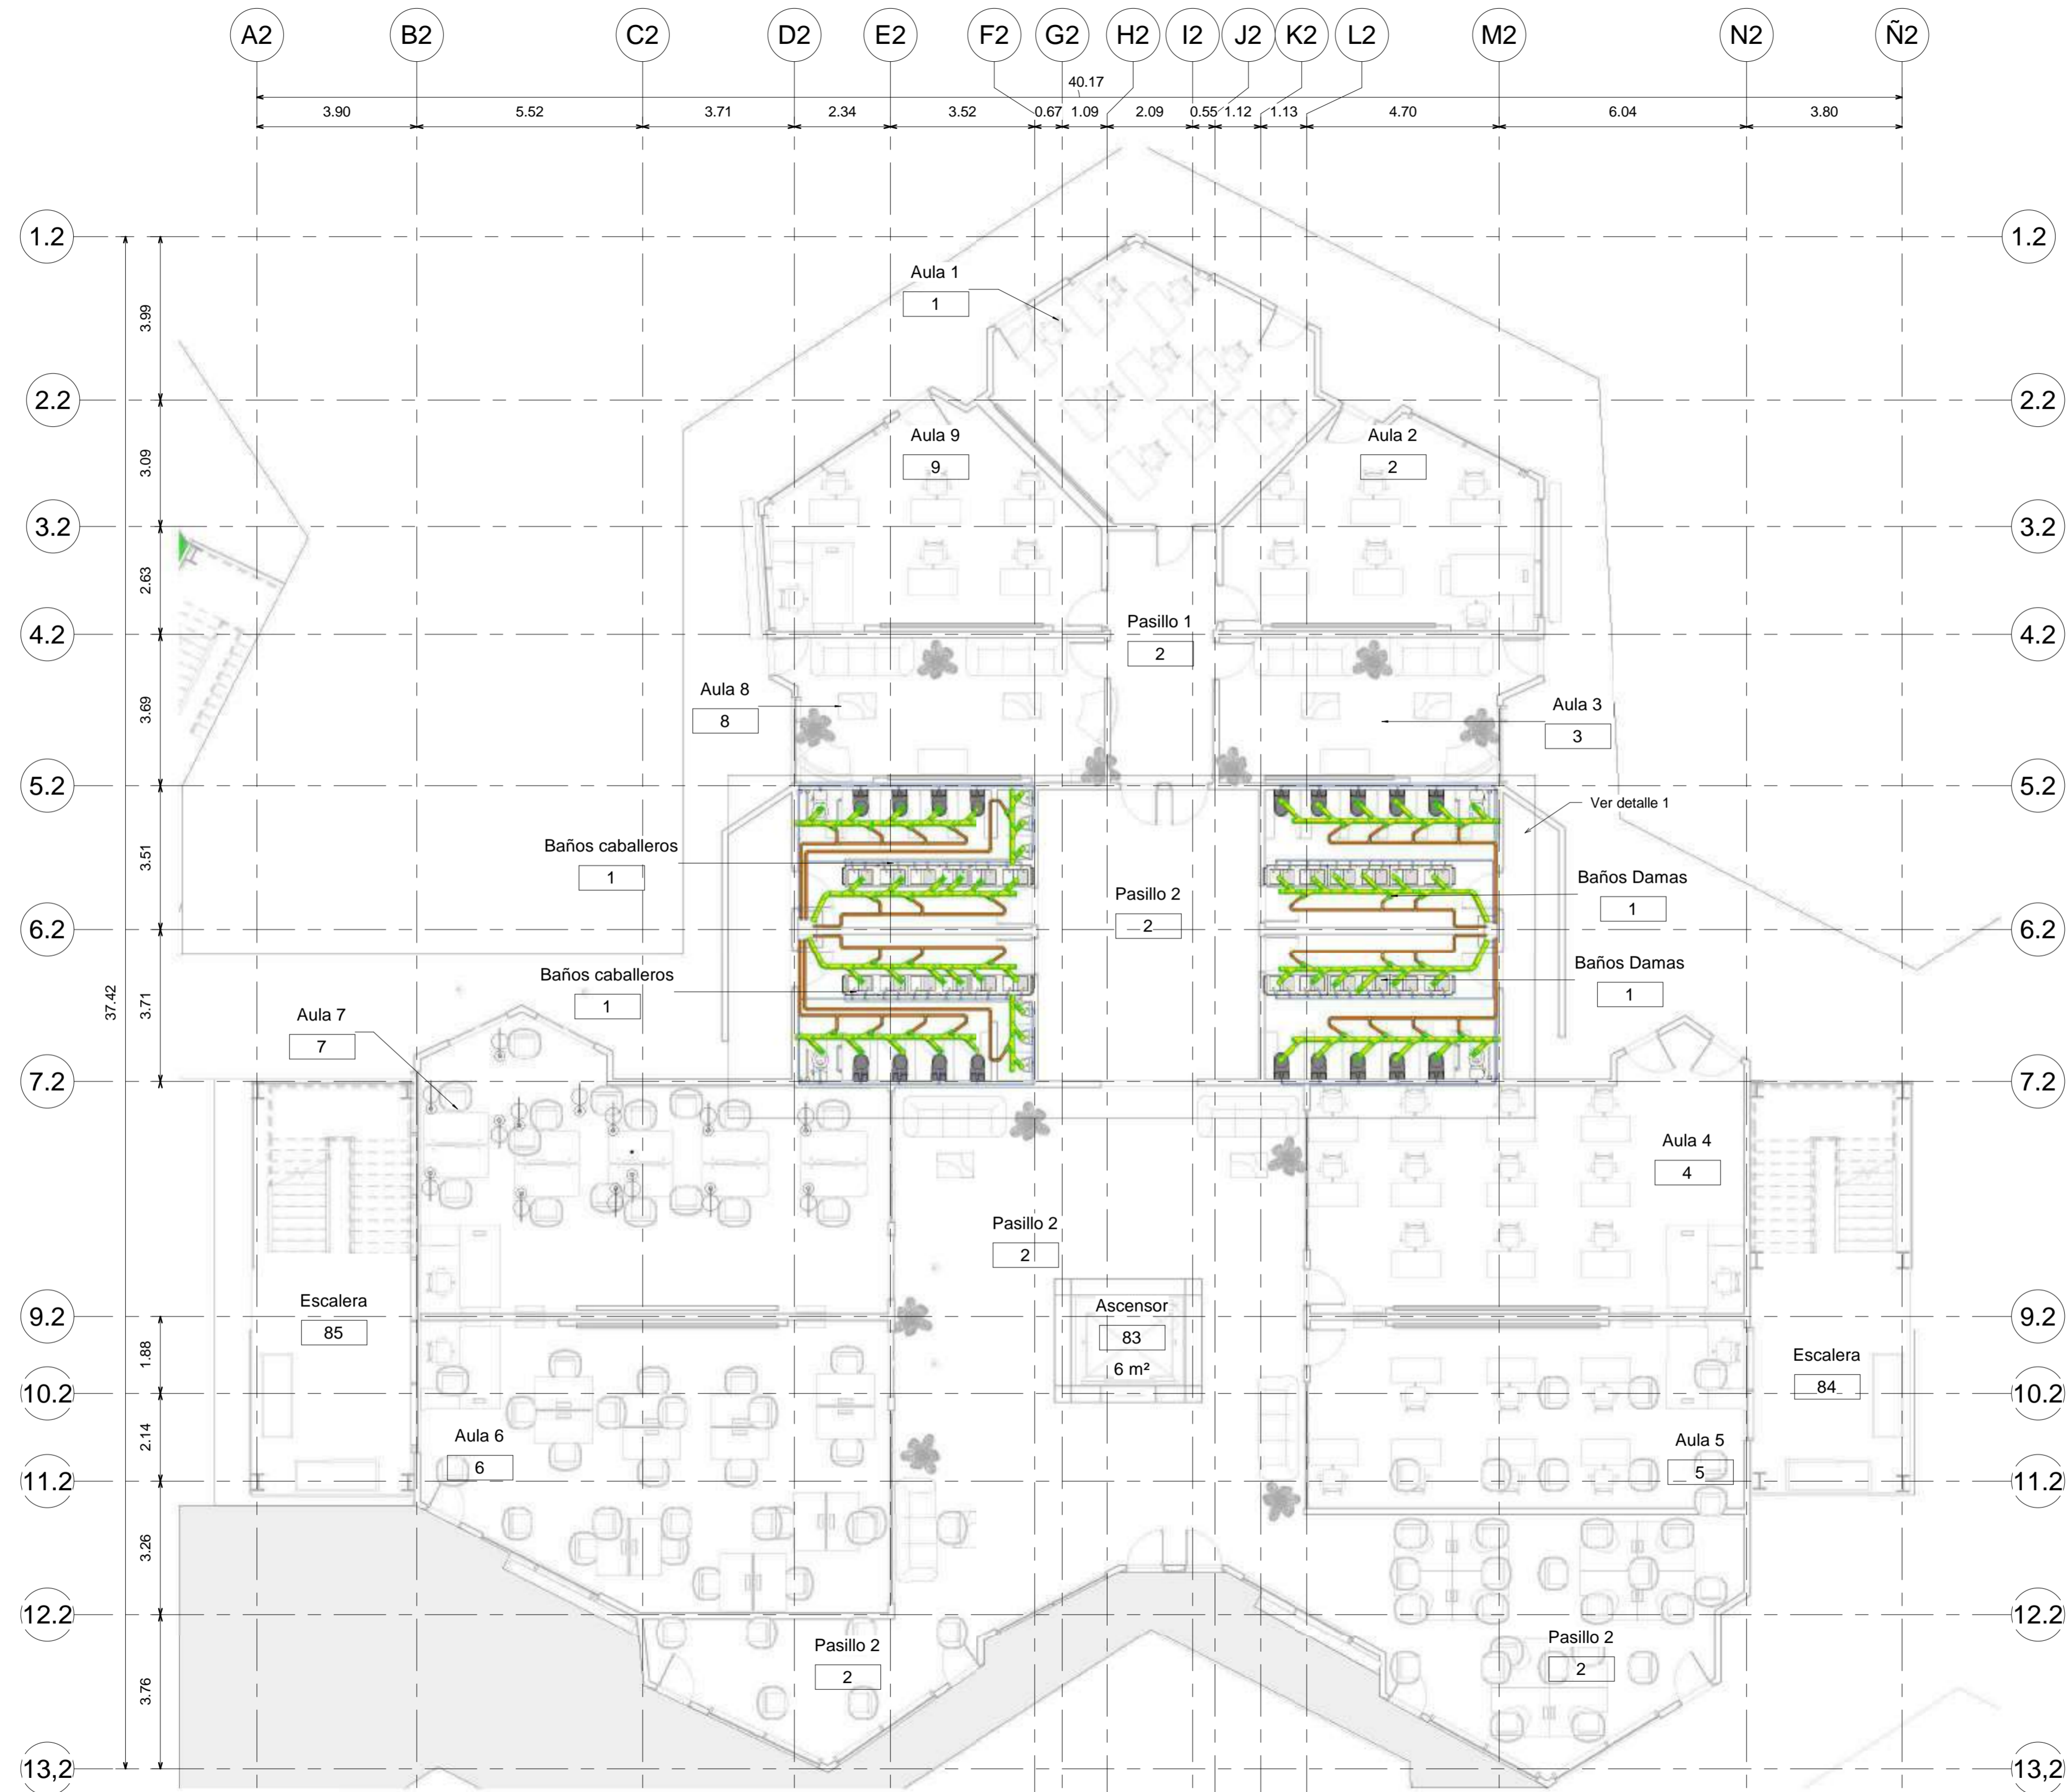 A2 B2 C2 D2 E2 F2 G2 H2 I2 J2 K2 L2 M2 N2 Ñ2
40.17
3.90 5.52 3.71 2.34 3.52 0.67 1.09 2.09 0.55 1.12 1.13 4.70 6.04 3.80
1.2 1.2
Aula 1
1
3.99
2.2 2.2
Aula 9
9
Aula 2
2
3.09
3.2 3.2
2.63
4.2 4.2
Pasillo 1
2
Aula 8
8
Aula 3
3
3.69
5.2 5.2
Ver detalle 1
Baños caballeros
1
3.51
Pasillo 2
2
Baños Damas
1
6.2 6.2
Baños caballeros
1
Baños Damas
1
37.42
3.71
Aula 7
7
7.2 7.2
Aula 4
4
Pasillo 2
2
Escalera
85
Ascensor
83
6 m²
9.2 9.2
1.88
Escalera
84
10.2 10.2
2.14
Aula 6
6
Aula 5
5
11.2 11.2
3.26
12.2 12.2
Pasillo 2
2
Pasillo 2
2
3.76
13,2 13,2